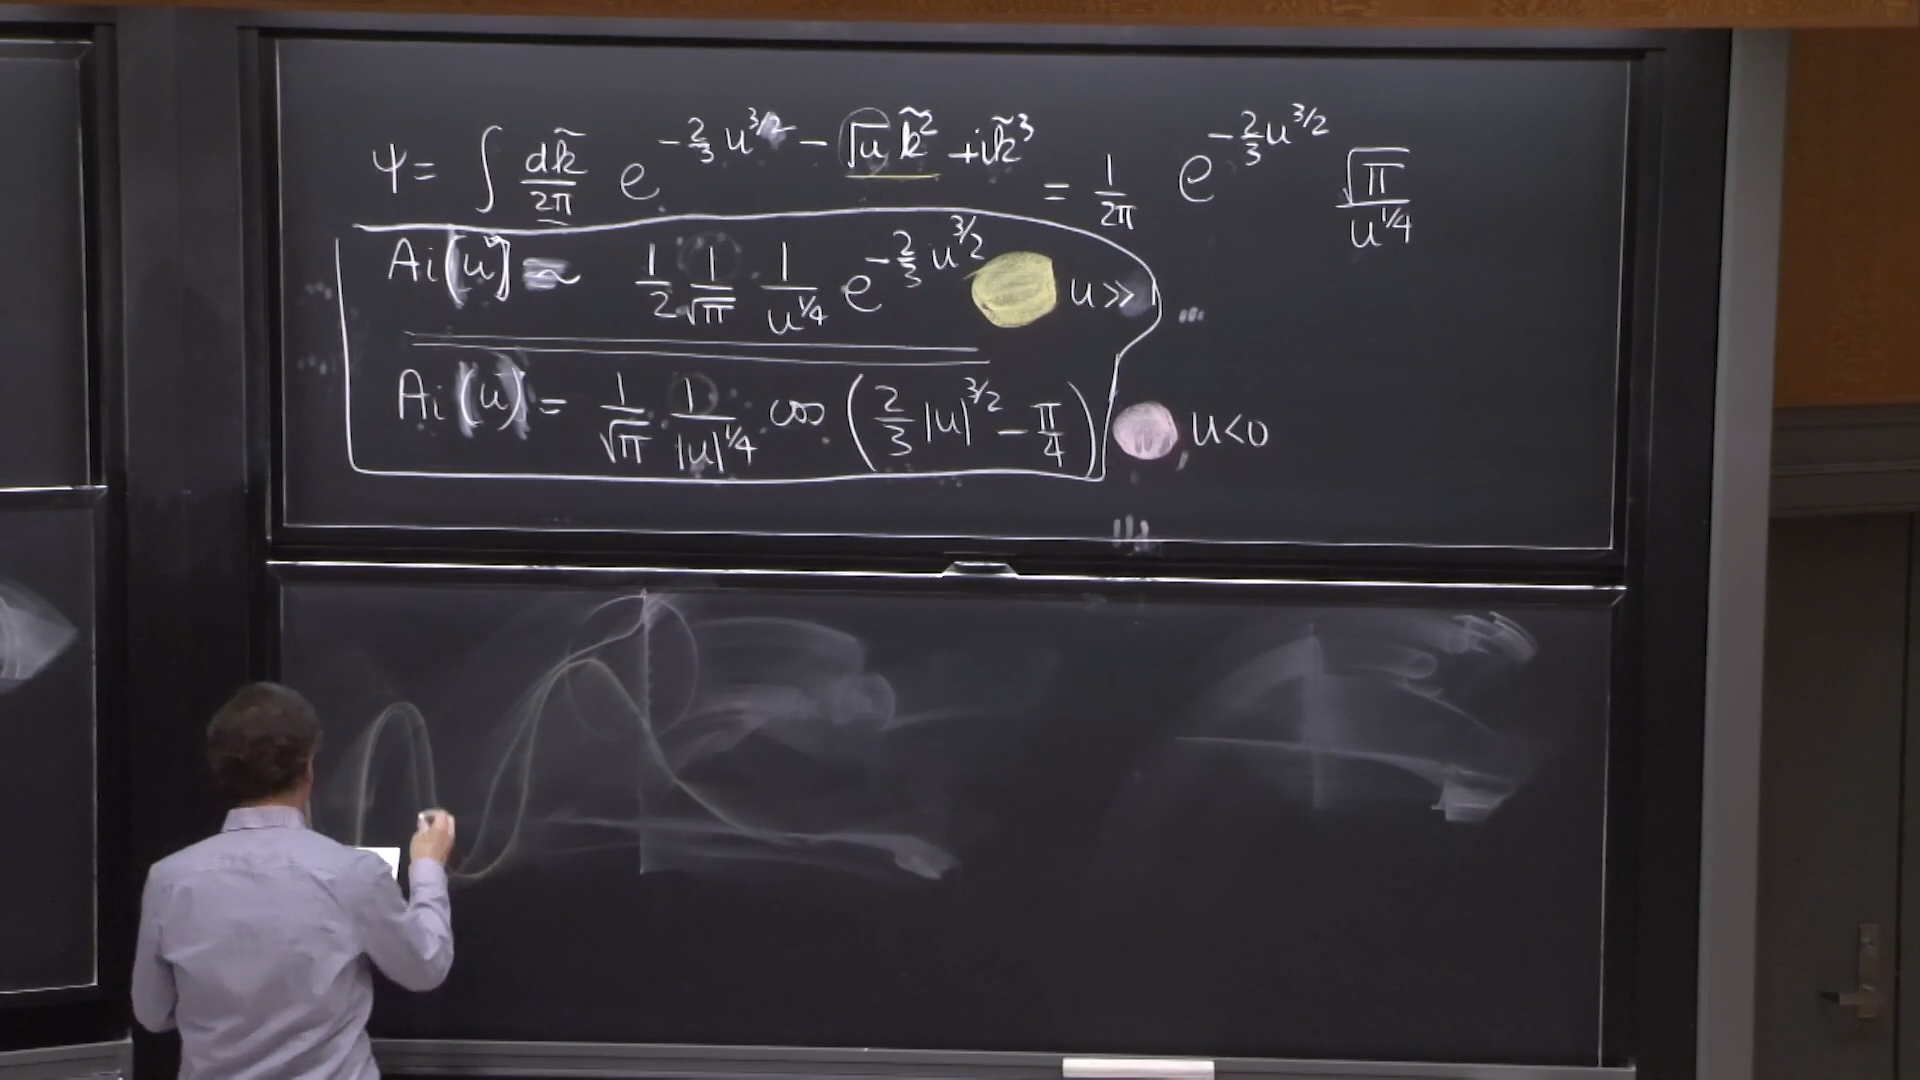 ψ = ∫ dk̃/2π e^{-2/3 u^{3/2} - √u k̃² + ik̃³} = 1/2π e^{-2/3 u^{3/2}} √π/u^{1/4}
Ai(u) ≃ 1/2 1/√π 1/u^{1/4} e^{-2/3 u^{3/2}} u≫
Ai(u) = 1/√π 1/|u|^{1/4} cos (2/3 |u|^{3/2} - π/4), u<0